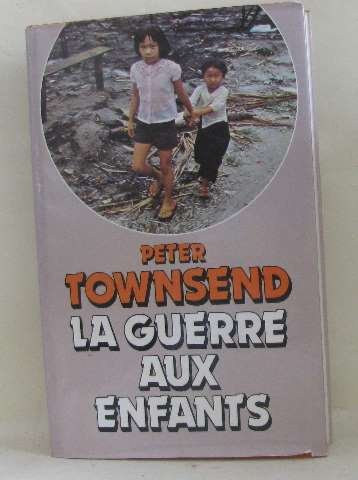 PETER
TOWNSEND
LA GUERRE
AUX
ENFANTS